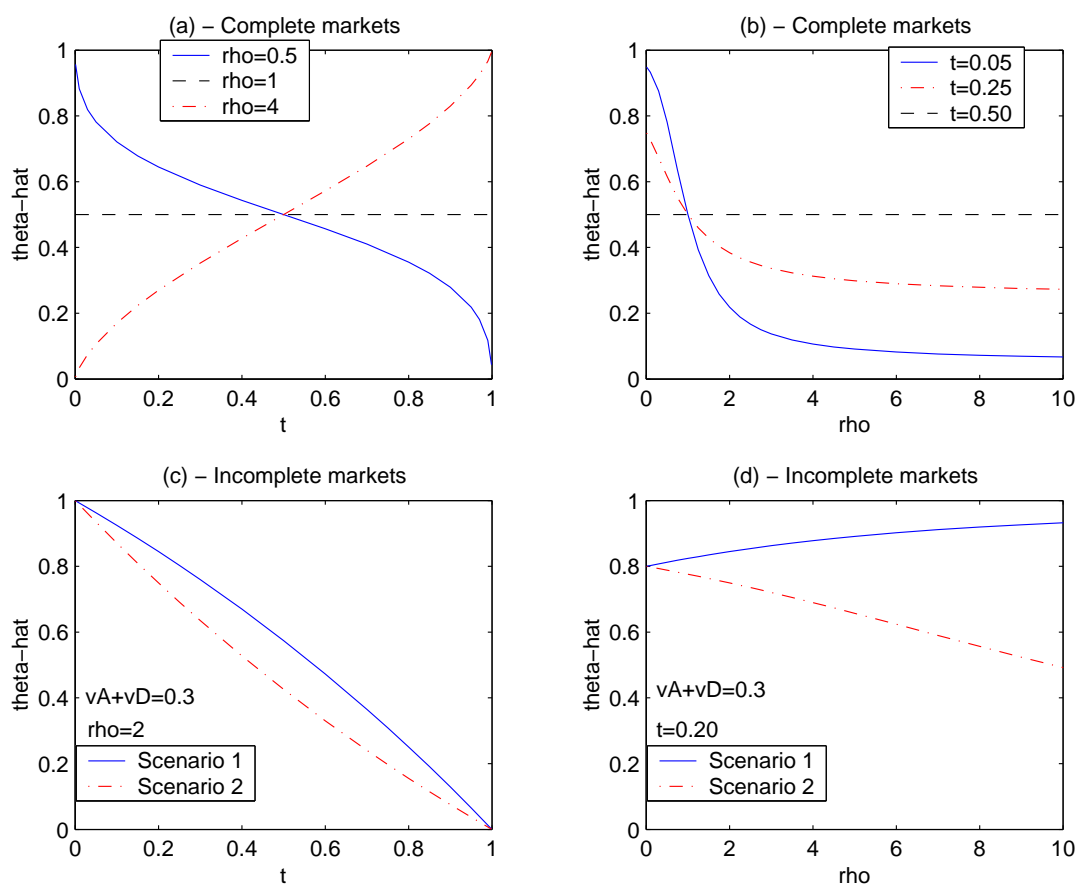 (a) – Complete markets
1
0.8
0.6
0.4
0.2
0
theta–hat
rho=0.5
rho=1
rho=4
0
0.2
0.4
0.6
0.8
1
t
(b) – Complete markets
1
0.8
0.6
0.4
0.2
0
theta–hat
t=0.05
t=0.25
t=0.50
0
2
4
6
8
10
rho
(c) – Incomplete markets
1
0.8
0.6
0.4
0.2
0
theta–hat
vA+vD=0.3
rho=2
Scenario 1
Scenario 2
0
0.2
0.4
0.6
0.8
1
t
(d) – Incomplete markets
1
0.8
0.6
0.4
0.2
0
theta–hat
vA+vD=0.3
t=0.20
Scenario 1
Scenario 2
0
2
4
6
8
10
rho